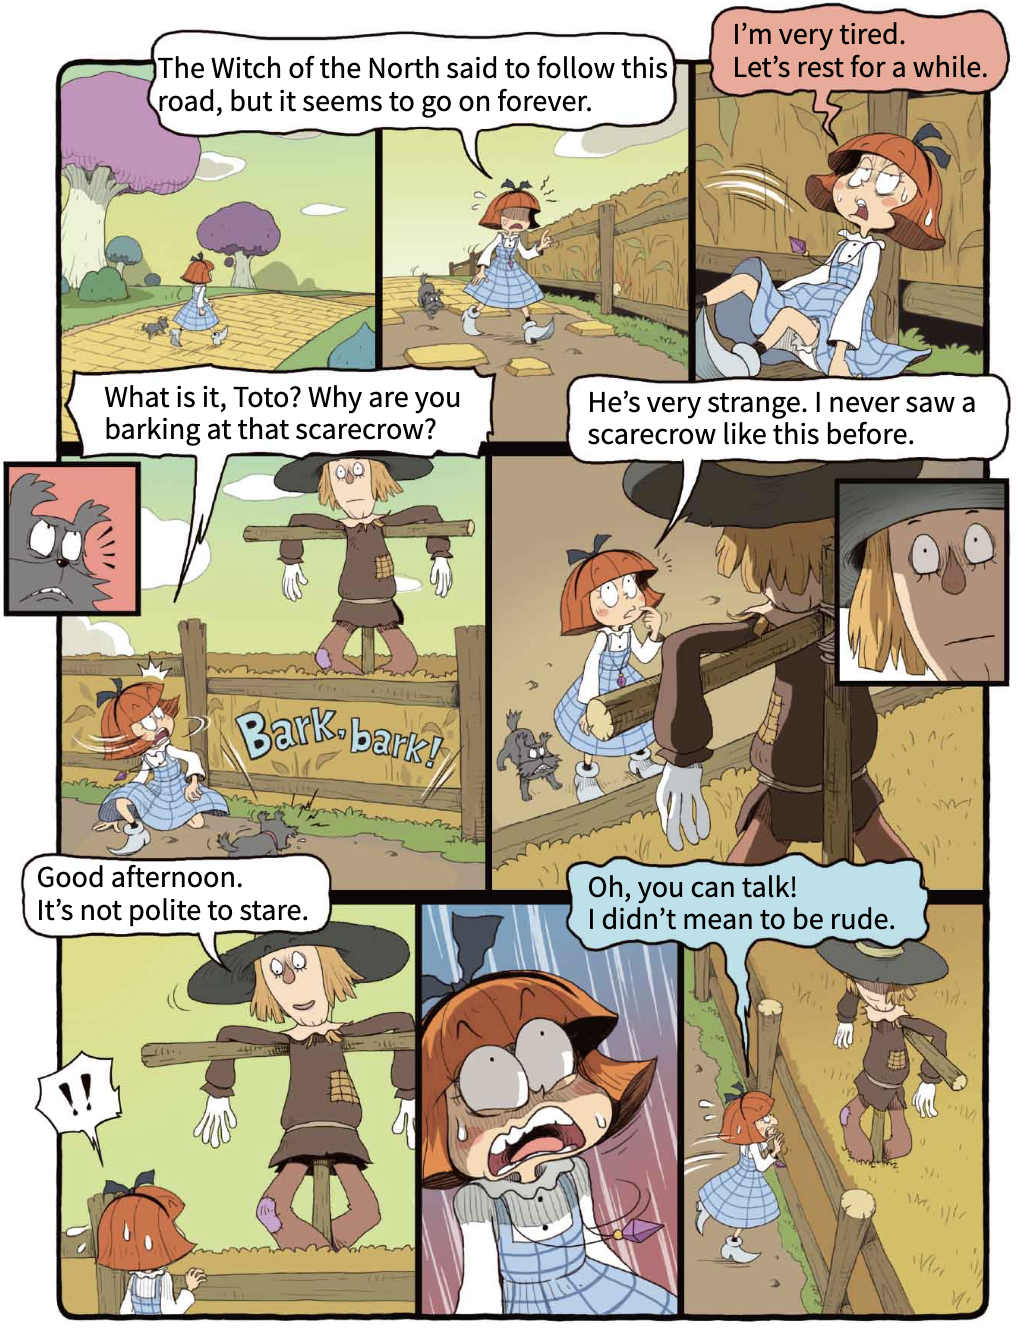 The Witch of the North said to follow this
road, but it seems to go on forever.
I'm very tired.
Let's rest for a while.
What is it, Toto? Why are you
barking at that scarecrow?
He's very strange. I never saw a
scarecrow like this before.
Bark, bark!
Good afternoon.
It's not polite to stare.
!!
Oh, you can talk!
I didn't mean to be rude.